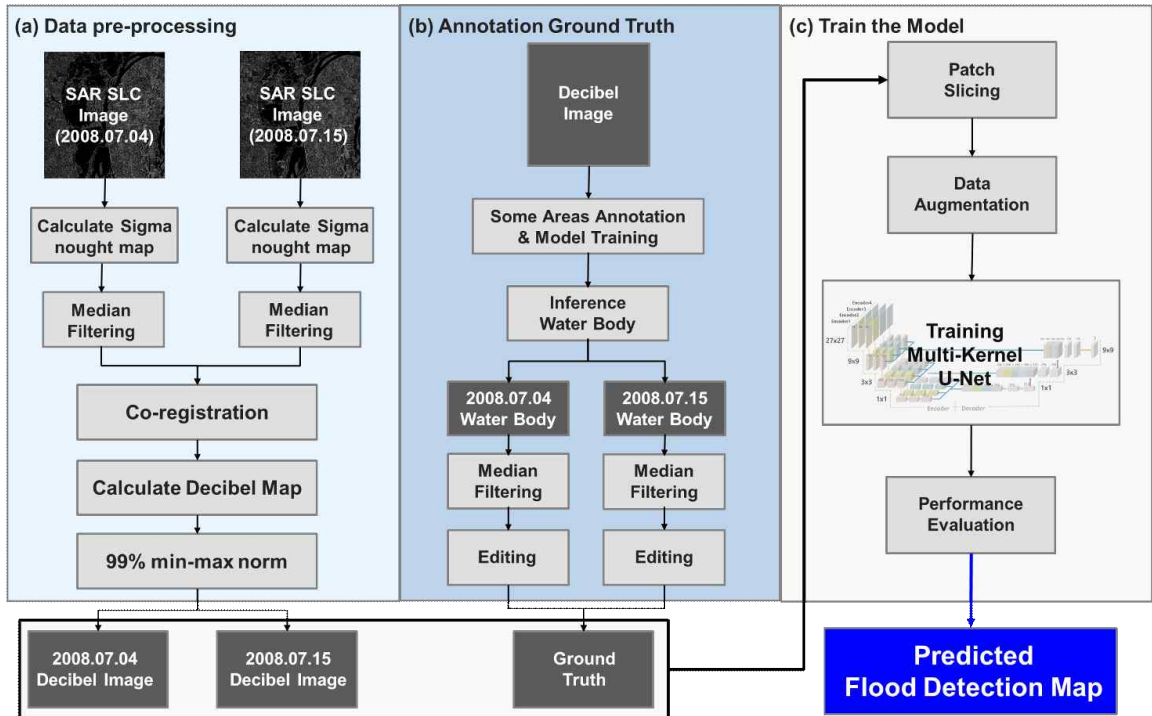 (a) Data pre-processing
SAR SLC
Image
(2008.07.04)
SAR SLC
Image
(2008.07.15)
Calculate Sigma
nought map
Calculate Sigma
nought map
Median
Filtering
Median
Filtering
Co-registration
Calculate Decibel Map
99% min-max norm
2008.07.04
Decibel Image
2008.07.15
Decibel Image
(b) Annotation Ground Truth
Decibel
Image
Some Areas Annotation
& Model Training
Inference
Water Body
2008.07.04
Water Body
2008.07.15
Water Body
Median
Filtering
Median
Filtering
Editing
Editing
Ground
Truth
(c) Train the Model
Patch
Slicing
Data
Augmentation
Encoder4
Encoder3
Encoder2
Encoder1
27x27
9x9
3x3
1x1
Training
Multi-Kernel
U-Net
9x9
3x3
1x1
Encoder
Decoder
Performance
Evaluation
Predicted
Flood Detection Map